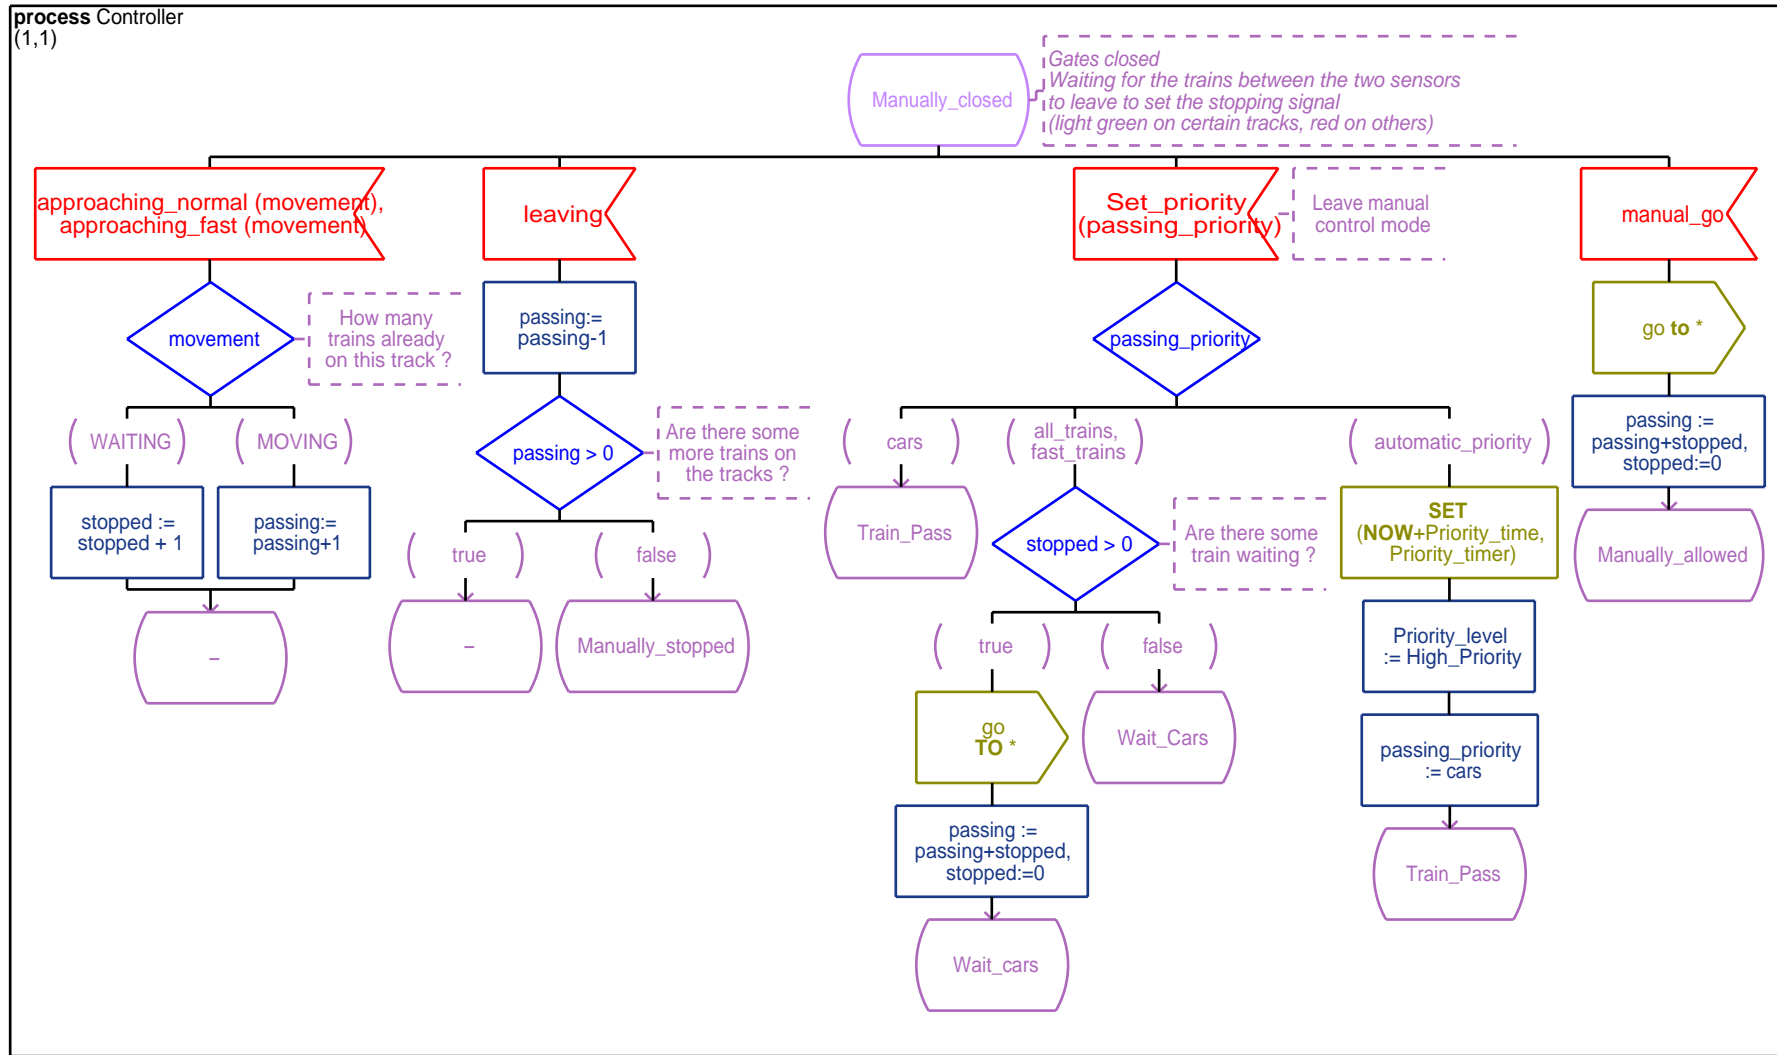 process Controller
(1,1)
Manually_closed
Gates closed
Waiting for the trains between the two sensors
to leave to set the stopping signal
(light green on certain tracks, red on others)
approaching_normal (movement),
approaching_fast (movement)
leaving
Set_priority
(passing_priority)
Leave manual
control mode
manual_go
movement
How many
trains already
on this track ?
passing:=
passing-1
passing_priority
go to *
( WAITING )
( MOVING )
passing > 0
Are there some
more trains on
the tracks ?
( cars )
( all_trains,
fast_trains )
( automatic_priority )
passing :=
passing+stopped,
stopped:=0
stopped :=
stopped + 1
passing:=
passing+1
( true )
( false )
Train_Pass
stopped > 0
Are there some
train waiting ?
SET
(NOW+Priority_time,
Priority_timer)
Manually_allowed
–
–
Manually_stopped
( true )
( false )
Priority_level
:= High_Priority
go
TO *
Wait_Cars
passing_priority
:= cars
passing :=
passing+stopped,
stopped:=0
Train_Pass
Wait_cars